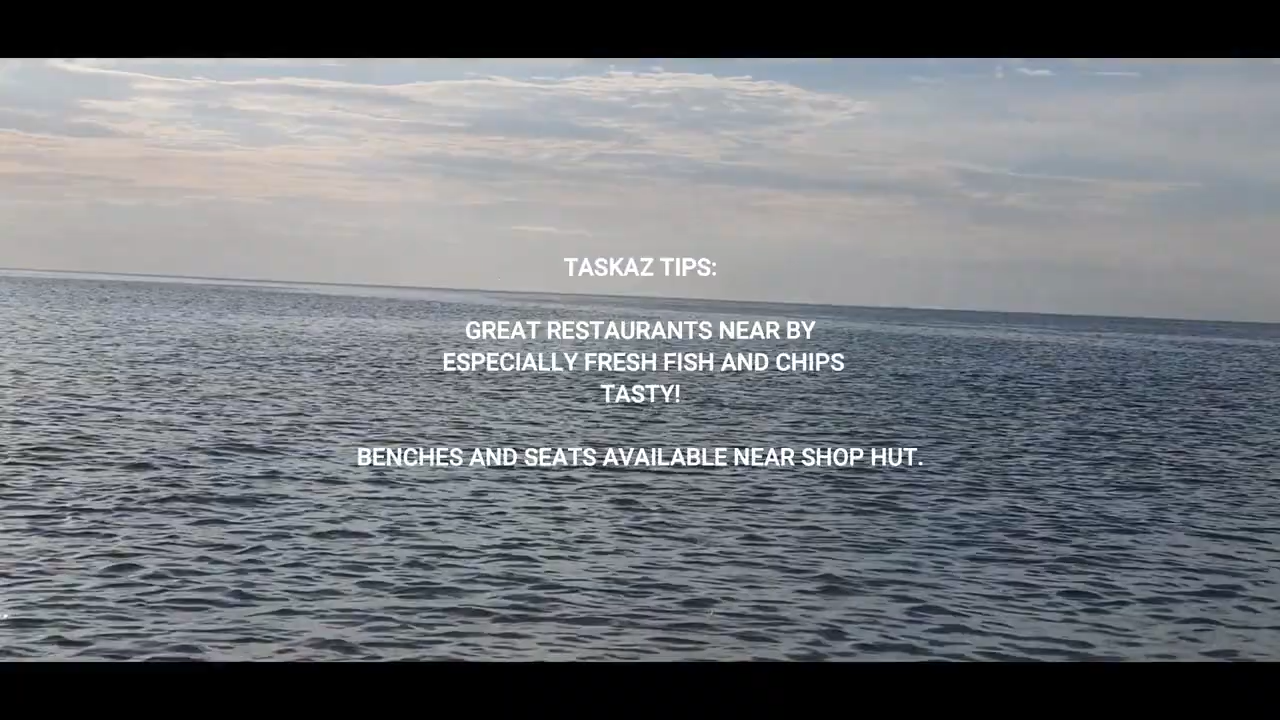 TASKAZ TIPS:
GREAT RESTAURANTS NEAR BY
ESPECIALLY FRESH FISH AND CHIPS
TASTY!
BENCHES AND SEATS AVAILABLE NEAR SHOP HUT.